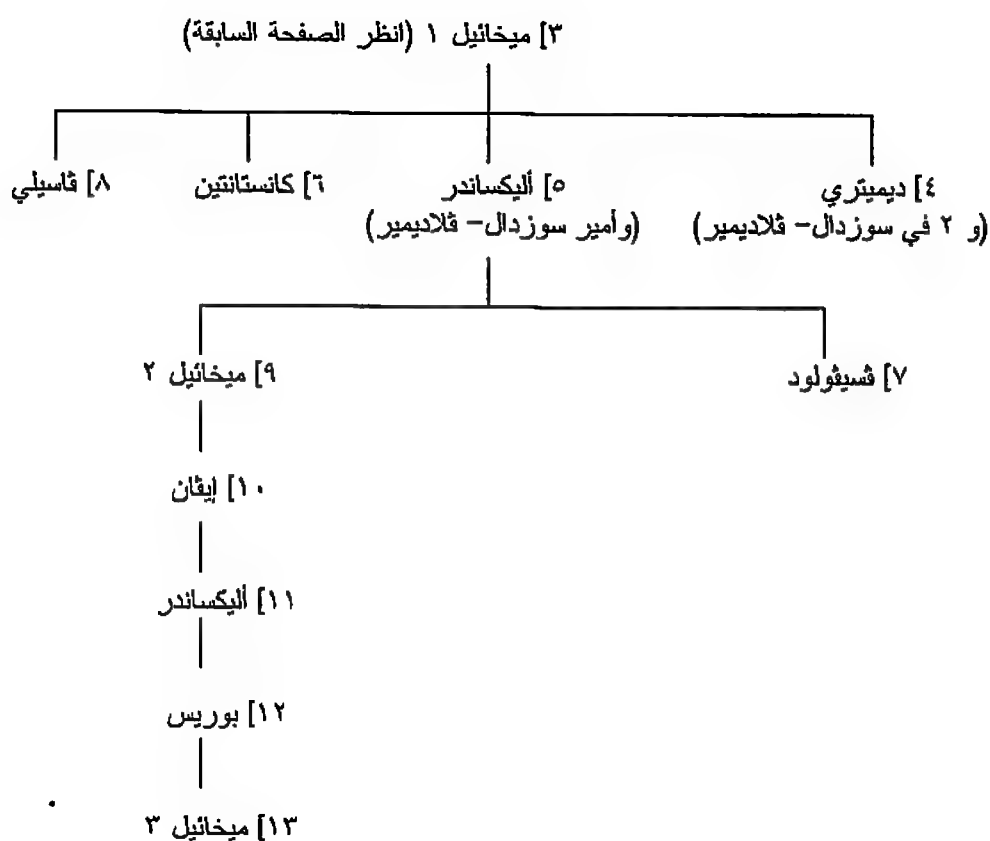 ٣] ميخائيل ١ (انظر الصفحة السابقة)
٤] ديميتري
(و ٢ في سوزدال- ڤلاديمير)
٥] أليكساندر
(وأمير سوزدال- ڤلاديمير)
٦] كانستانتين
٨] ڤاسيلي
٧] ڤسيڤولود
٩] ميخائيل ٢
١٠] إيڤان
١١] أليكساندر
١٢] بوريس
١٣] ميخائيل ٣